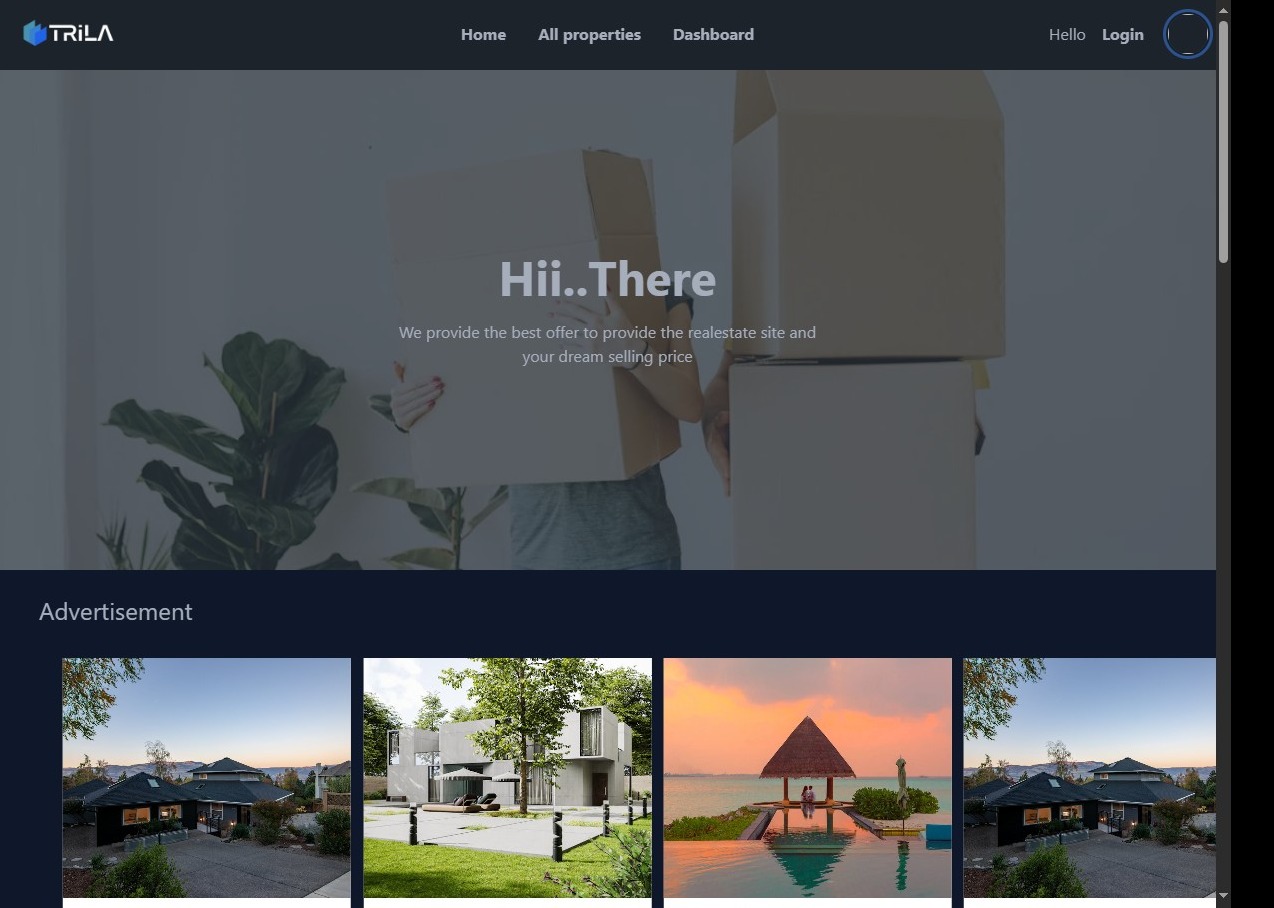 TRiLA
Home
All properties
Dashboard
Hello
Login
Hii..There
We provide the best offer to provide the realestate site and
your dream selling price
Advertisement